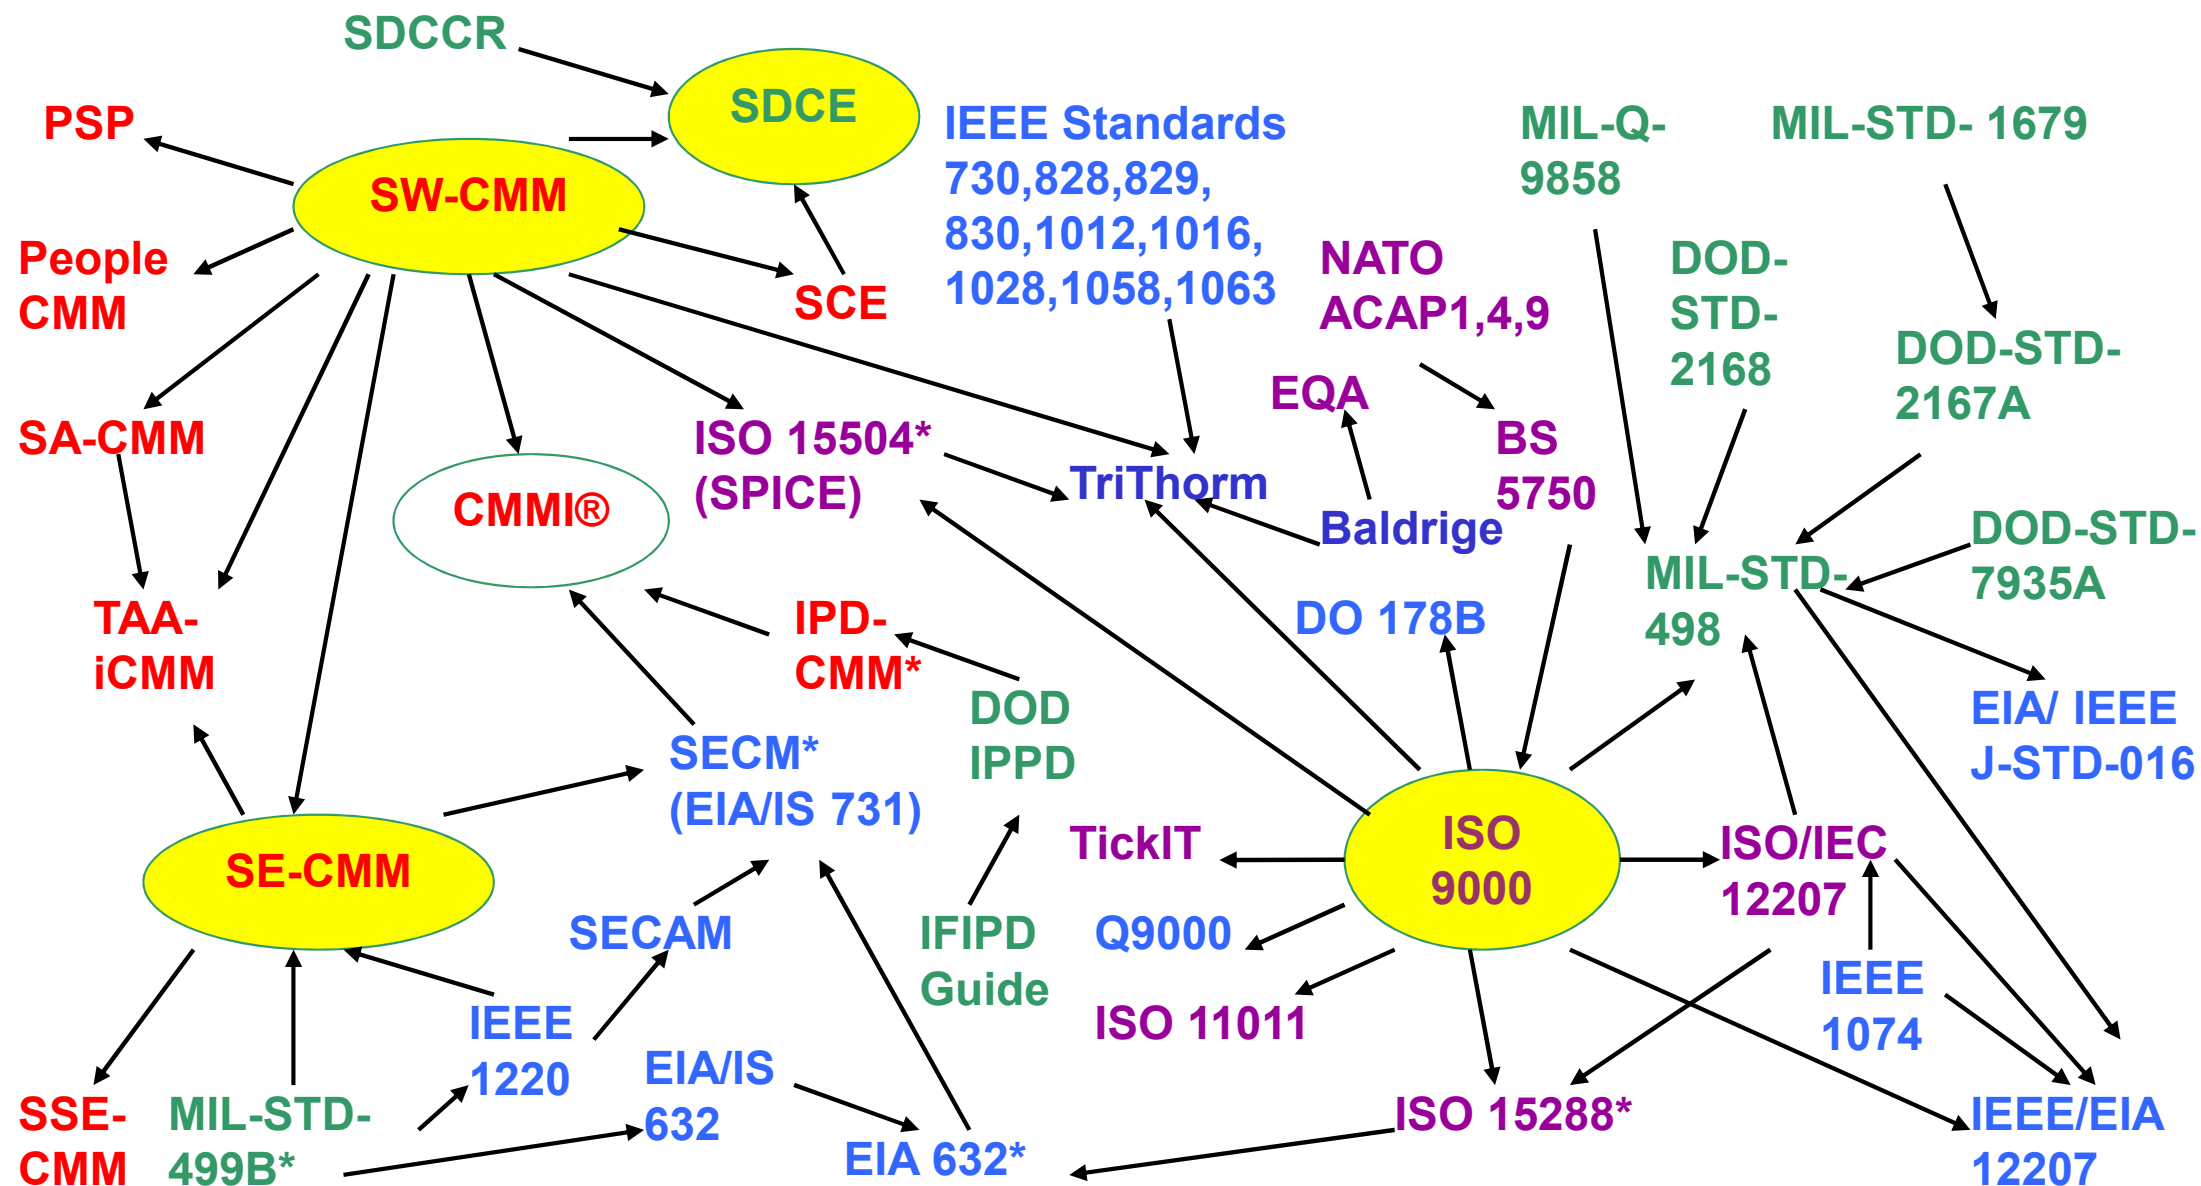 SDCCR
SDCE
PSP
SW-CMM
People
CMM
SCE
IEEE Standards
730,828,829,
830,1012,1016,
1028,1058,1063
MIL-Q-
9858
MIL-STD- 1679
NATO
ACAP1,4,9
DOD-
STD-
2168
DOD-STD-
2167A
EQA
SA-CMM
CMMI®
ISO 15504*
(SPICE)
TriThorm
Baldrige
BS
5750
DOD-STD-
7935A
MIL-STD-
498
TAA-
iCMM
IPD-
CMM*
DO 178B
DOD
IPPD
EIA/ IEEE
J-STD-016
SECM*
(EIA/IS 731)
SE-CMM
TickIT
ISO
9000
ISO/IEC
12207
SECAM
IFIPD
Guide
Q9000
ISO 11011
IEEE
1074
IEEE
1220
EIA/IS
632
SSE-
CMM
MIL-STD-
499B*
EIA 632*
ISO 15288*
IEEE/EIA
12207